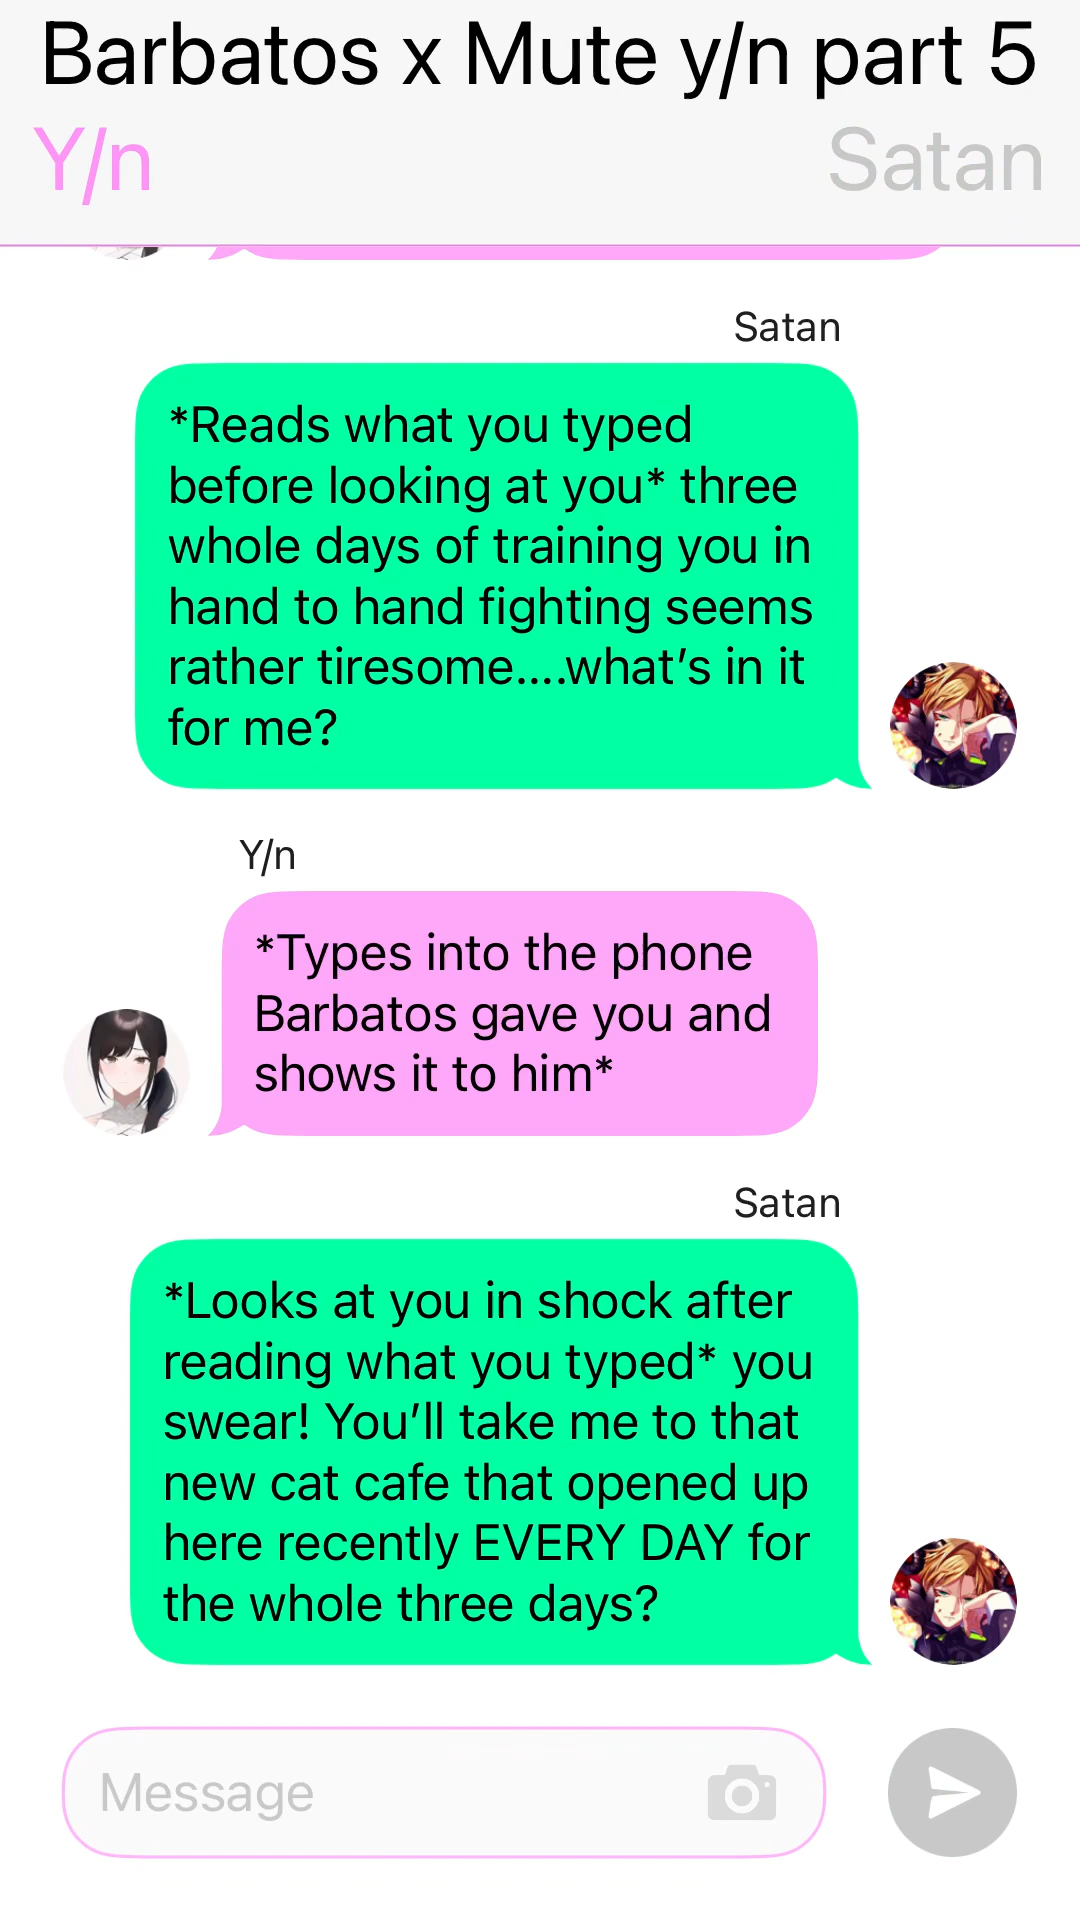 Barbatos x Mute y/n part 5
Y/n
Satan
Satan
*Reads what you typed
before looking at you* three
whole days of training you in
hand to hand fighting seems
rather tiresome....what’s in it
for me?
Y/n
*Types into the phone
Barbatos gave you and
shows it to him*
Satan
*Looks at you in shock after
reading what you typed* you
swear! You’ll take me to that
new cat cafe that opened up
here recently EVERY DAY for
the whole three days?
Message